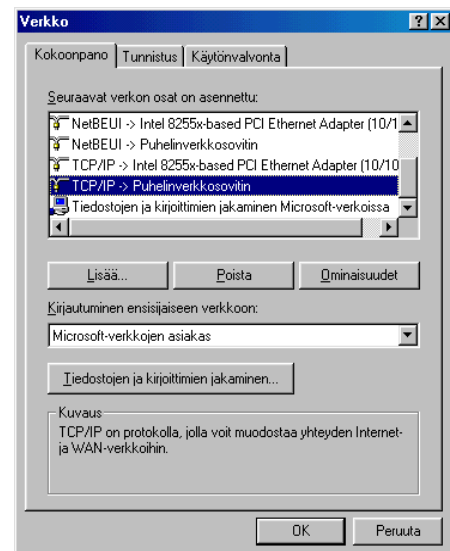 Verkko
Kokoonpano Tunnistus Käytönvalvonta
Seuraavat verkon osat on asennettu:
NetBEUI -> Intel 8255x-based PCI Ethernet Adapter (10/1
NetBEUI -> Puhelinverkkosovitin
TCP/IP -> Intel 8255x-based PCI Ethernet Adapter (10/10
TCP/IP -> Puhelinverkkosovitin
Tiedostojen ja kirjoittimien jakaminen Microsoft-verkoissa
Lisää... Poista Ominaisuudet
Kirjautuminen ensisijaiseen verkkoon:
Microsoft-verkkojen asiakas
Tiedostojen ja kirjoittimien jakaminen...
Kuvaus
TCP/IP on protokolla, jolla voit muodostaa yhteyden Internet-
ja WAN-verkkoihin.
OK Peruuta